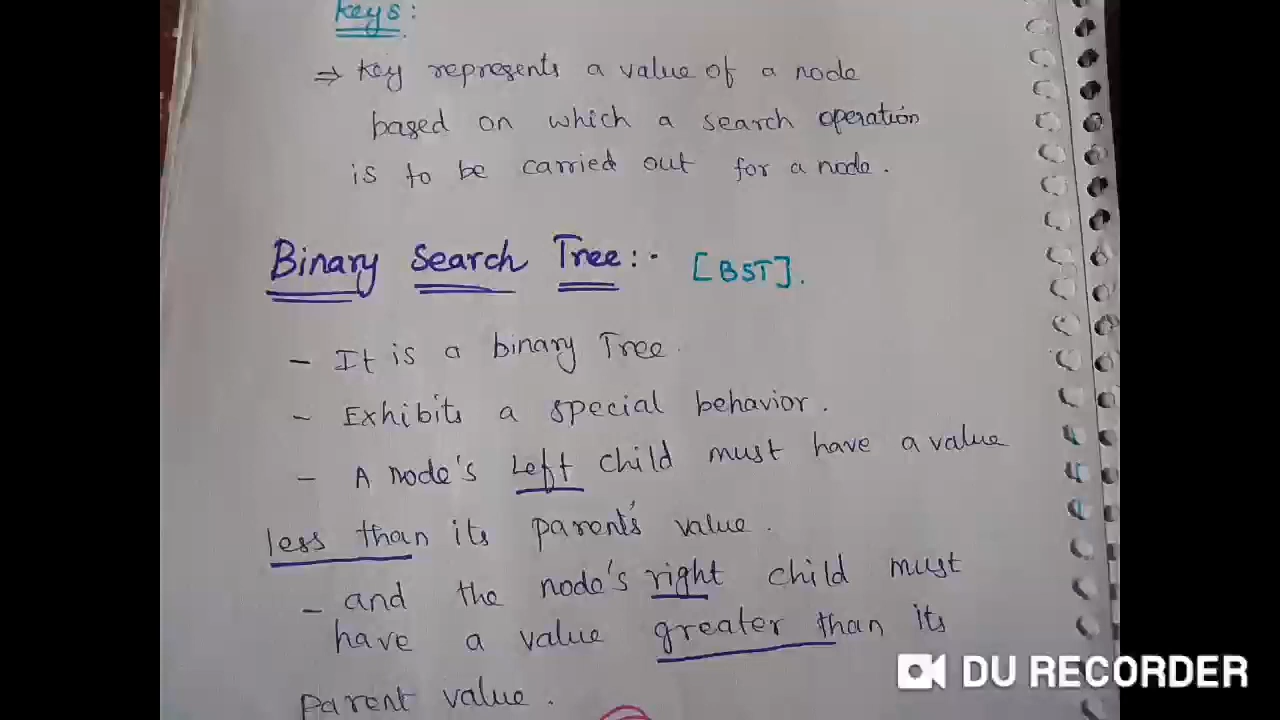 Keys:
⇒ Key represents a value of a node
based on which a search operation
is to be carried out for a node.
Binary Search Tree:- [BST].
- It is a binary Tree.
- Exhibits a special behavior.
- A node's Left child must have a value
less than its parent's value.
- and the node's right child must
have a value greater than its
parent value.
DU RECORDER